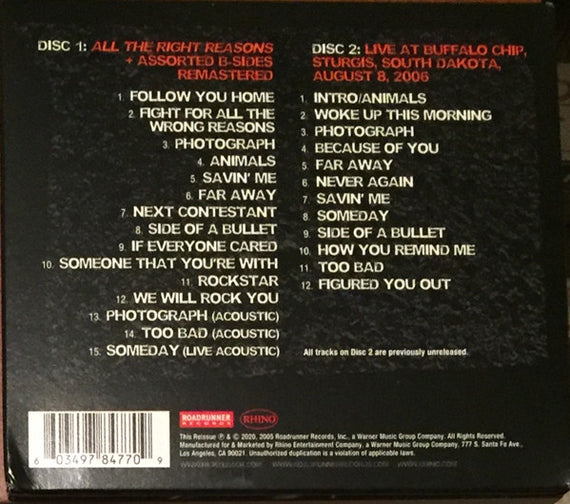 DISC 1: ALL THE RIGHT REASONS
+ ASSORTED B-SIDES
REMASTERED
1. FOLLOW YOU HOME
2. FIGHT FOR ALL THE
WRONG REASONS
3. PHOTOGRAPH
4. ANIMALS
5. SAVIN' ME
6. FAR AWAY
7. NEXT CONTESTANT
8. SIDE OF A BULLET
9. IF EVERYONE CARED
10. SOMEONE THAT YOU'RE WITH
11. ROCKSTAR
12. WE WILL ROCK YOU
13. PHOTOGRAPH (ACOUSTIC)
14. TOO BAD (ACOUSTIC)
15. SOMEDAY (LIVE ACOUSTIC)
DISC 2: LIVE AT BUFFALO CHIP,
STURGIS, SOUTH DAKOTA,
AUGUST 8, 2006
1. INTRO/ANIMALS
2. WOKE UP THIS MORNING
3. PHOTOGRAPH
4. BECAUSE OF YOU
5. FAR AWAY
6. NEVER AGAIN
7. SAVIN' ME
8. SOMEDAY
9. SIDE OF A BULLET
10. HOW YOU REMIND ME
11. TOO BAD
12. FIGURED YOU OUT
All tracks on Disc 2 are previously unreleased.
6 03497 84770 9
ROADRUNNER
RECORDS
RHINO
This Reissue ℗ & © 2020, 2005 Roadrunner Records, Inc., a Warner Music Group Company. All Rights Reserved.
Manufactured for & Marketed by Rhino Entertainment Company, a Warner Music Group Company, 777 S. Santa Fe Ave.,
Los Angeles, CA 90021. Unauthorized duplication is a violation of applicable laws.